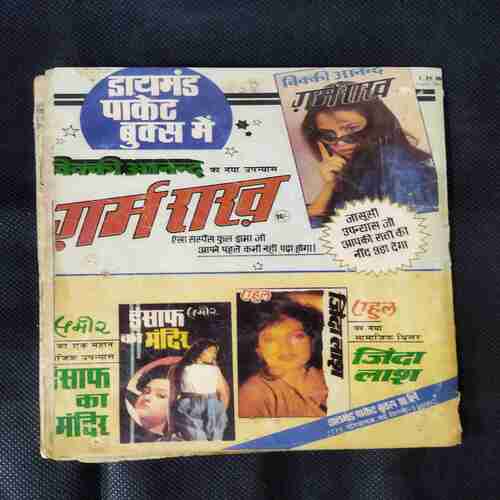 डायमंड
पाकेट
बुक्स में
विक्की आनन्द
गर्म राख
विक्की आनन्द का नया उपन्यास
गर्म राख
ऐसा सस्पेंस फुल ड्रामा जो
आपने पहले कभी नहीं पढ़ा होगा।
जासूसी
उपन्यास जो
आपकी रातों की
नींद उड़ा देगा
समीर
का एक महान
माजिक उपन्यास
इंसाफ
का
मंदिर
समीर
इंसाफ
का मंदिर
राहुल
जिंदा लाश
राहुल
का नया
सामाजिक थ्रिलर
जिंदा
लाश
डायमंड पाकेट बुक्स